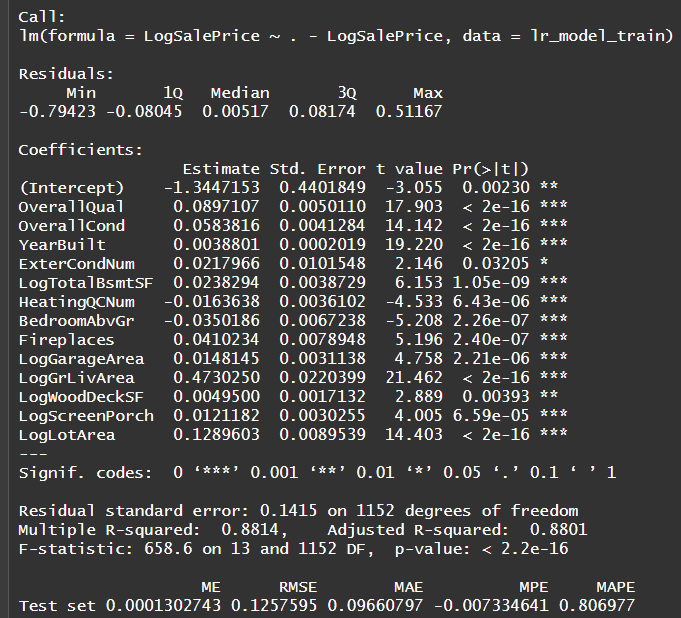 Call:
lm(formula = LogSalePrice ~ . - LogSalePrice, data = lr_model_train)
Residuals:
Min 1Q Median 3Q Max
-0.79423 -0.08045 0.00517 0.08174 0.51167
Coefficients:
Estimate Std. Error t value Pr(>|t|)
(Intercept) -1.3447153 0.4401849 -3.055 0.00230 **
OverallQual 0.0897107 0.0050110 17.903 < 2e-16 ***
OverallCond 0.0583816 0.0041284 14.142 < 2e-16 ***
YearBuilt 0.0038801 0.0002019 19.220 < 2e-16 ***
ExterCondNum 0.0217966 0.0101548 2.146 0.03205 *
LogTotalBsmtSF 0.0238294 0.0038729 6.153 1.05e-09 ***
HeatingQCNum -0.0163638 0.0036102 -4.533 6.43e-06 ***
BedroomAbvGr -0.0350186 0.0067238 -5.208 2.26e-07 ***
Fireplaces 0.0410234 0.0078948 5.196 2.40e-07 ***
LogGarageArea 0.0148145 0.0031138 4.758 2.21e-06 ***
LogGrLivArea 0.4730250 0.0220399 21.462 < 2e-16 ***
LogWoodDeckSF 0.0049500 0.0017132 2.889 0.00393 **
LogScreenPorch 0.0121182 0.0030255 4.005 6.59e-05 ***
LogLotArea 0.1289603 0.0089539 14.403 < 2e-16 ***
---
Signif. codes: 0 ‘***’ 0.001 ‘**’ 0.01 ‘*’ 0.05 ‘.’ 0.1 ‘ ’ 1
Residual standard error: 0.1415 on 1152 degrees of freedom
Multiple R-squared: 0.8814, Adjusted R-squared: 0.8801
F-statistic: 658.6 on 13 and 1152 DF, p-value: < 2.2e-16
ME RMSE MAE MPE MAPE
Test set 0.0001302743 0.1257595 0.09660797 -0.007334641 0.806977